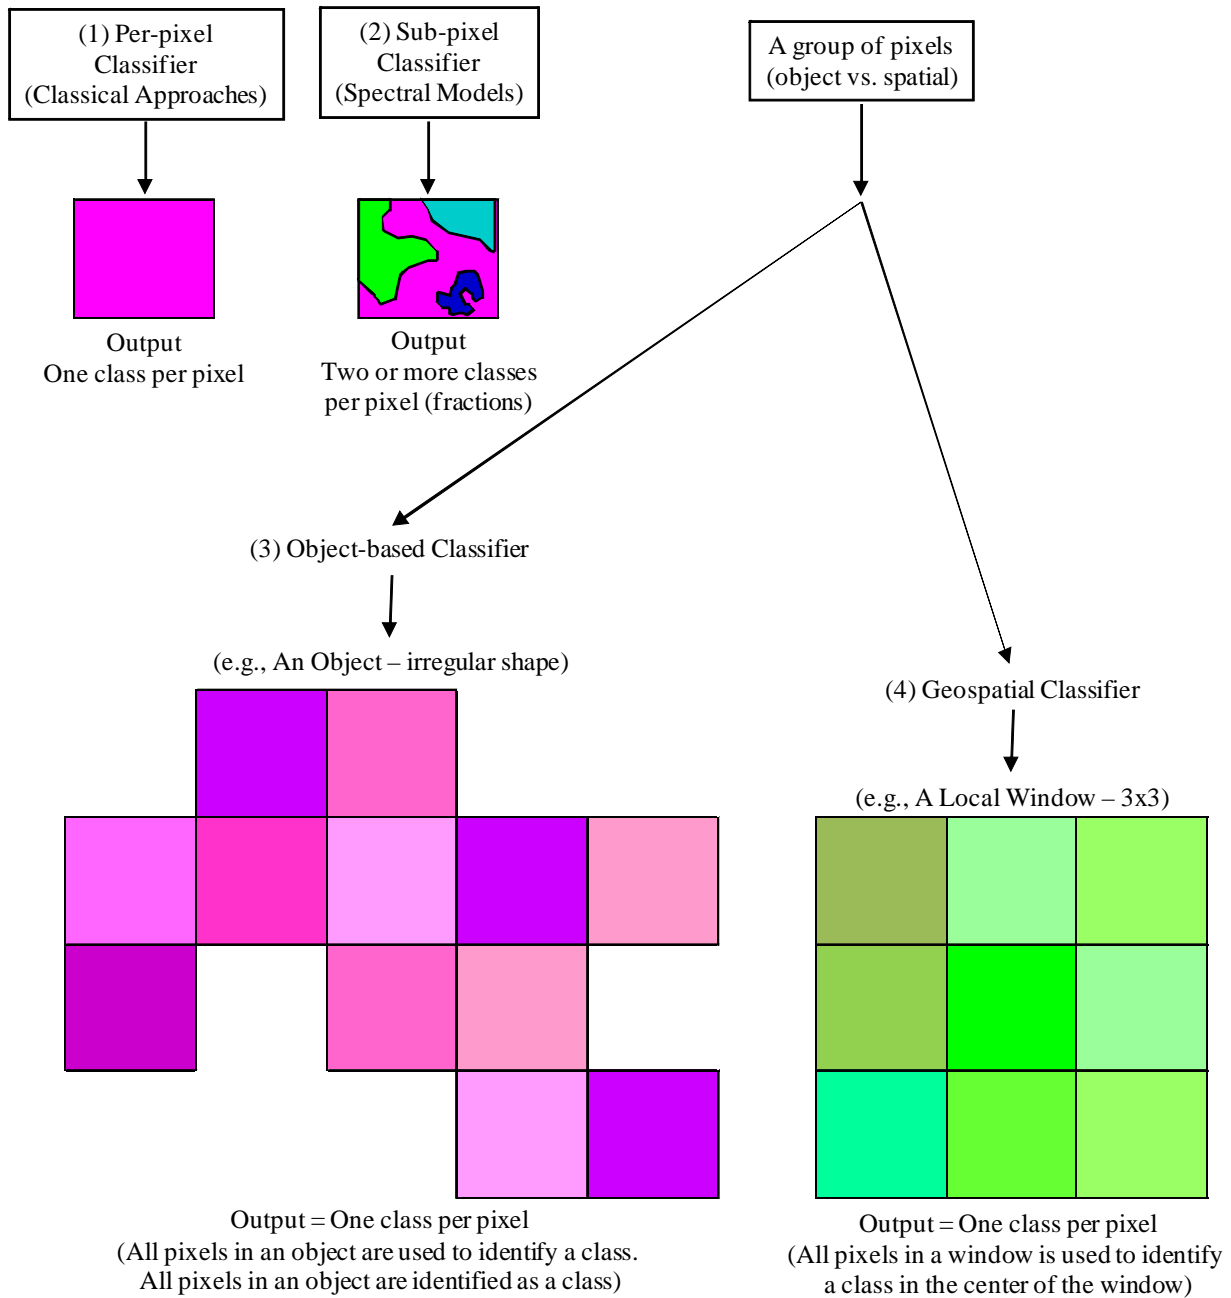 (1) Per-pixel
Classifier
(Classical Approaches)
(2) Sub-pixel
Classifier
(Spectral Models)
A group of pixels
(object vs. spatial)
Output
One class per pixel
Output
Two or more classes
per pixel (fractions)
(3) Object-based Classifier
(e.g., An Object – irregular shape)
(4) Geospatial Classifier
(e.g., A Local Window – 3x3)
Output = One class per pixel
(All pixels in an object are used to identify a class.
All pixels in an object are identified as a class)
Output = One class per pixel
(All pixels in a window is used to identify
a class in the center of the window)